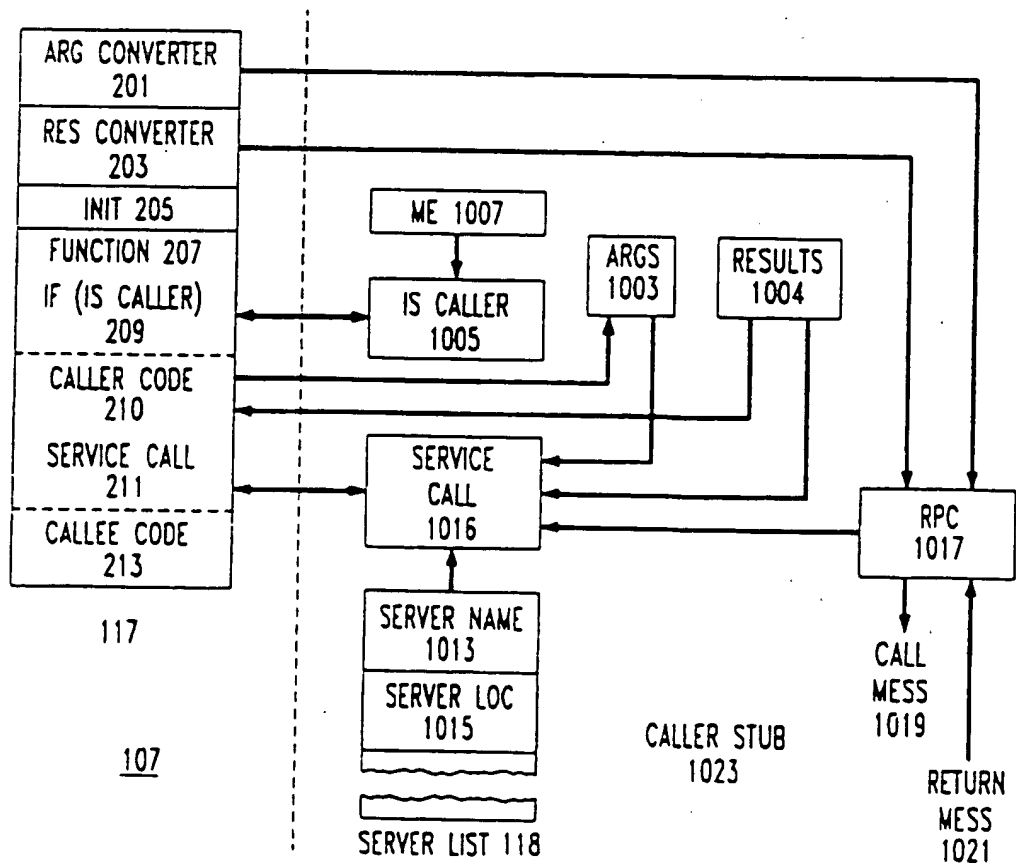 ARG CONVERTER
201
RES CONVERTER
203
INIT 205
FUNCTION 207
IF (IS CALLER)
209
CALLER CODE
210
SERVICE CALL
211
CALLEE CODE
213
117
107
ME 1007
IS CALLER
1005
ARGS
1003
RESULTS
1004
SERVICE
CALL
1016
SERVER NAME
1013
SERVER LOC
1015
SERVER LIST 118
RPC
1017
CALL
MESS
1019
CALLER STUB
1023
RETURN
MESS
1021